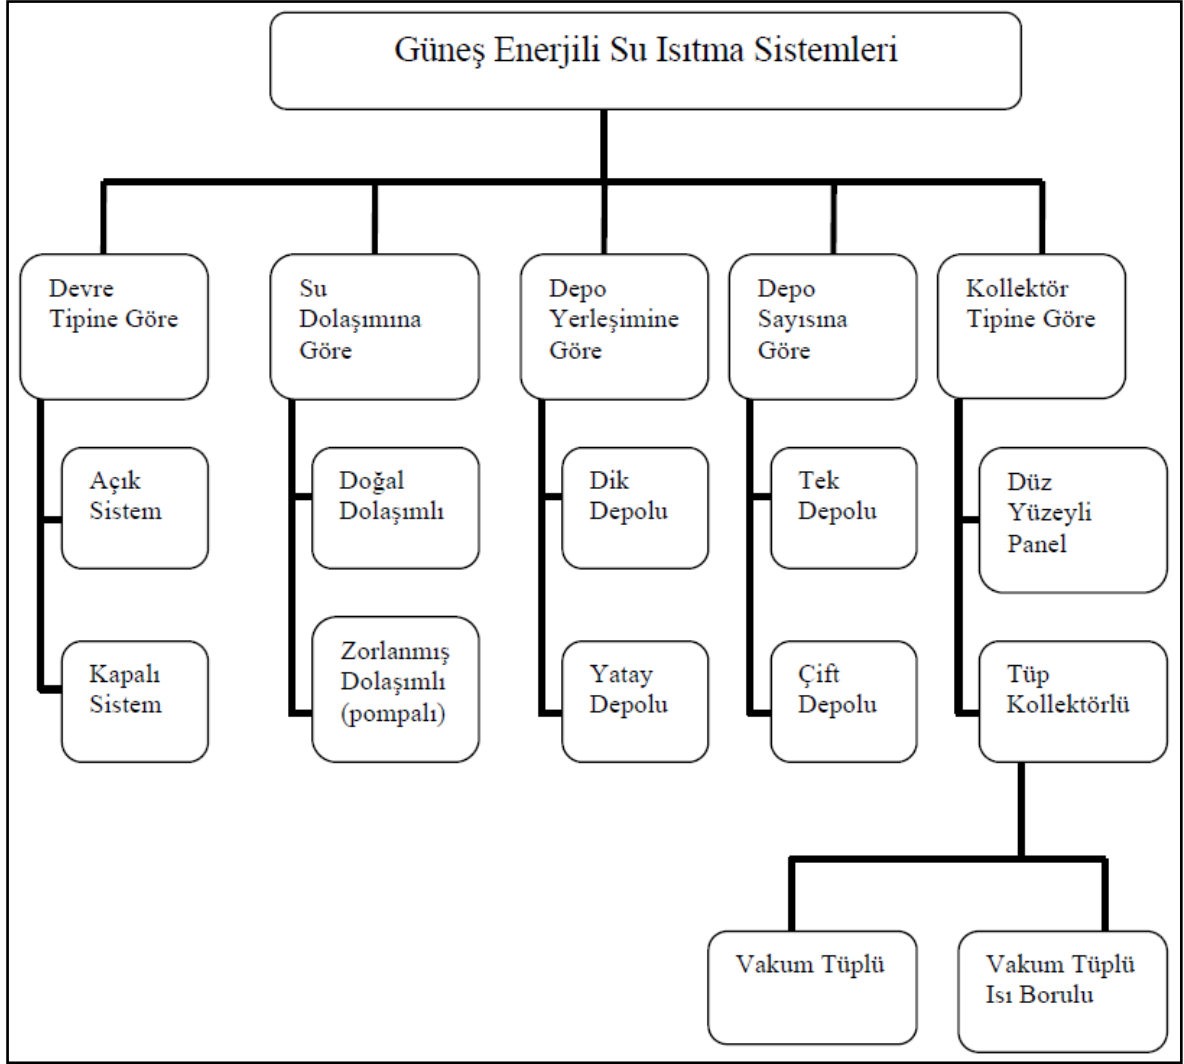 Güneş Enerjili Su Isıtma Sistemleri
Devre
Tipine Göre
Su
Dolaşımına
Göre
Depo
Yerleşimine
Göre
Depo
Sayısına
Göre
Kollektör
Tipine Göre
Açık
Sistem
Doğal
Dolaşımlı
Dik
Depolu
Tek
Depolu
Düz
Yüzeyli
Panel
Kapalı
Sistem
Zorlanmış
Dolaşımlı
(pompalı)
Yatay
Depolu
Çift
Depolu
Tüp
Kollektörlü
Vakum Tüplü
Vakum Tüplü
Isı Borulu